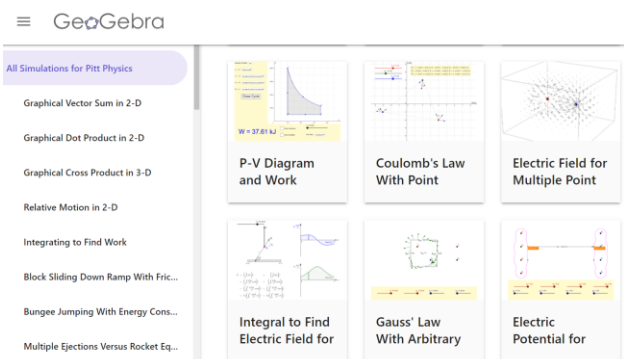 GeoGebra
All Simulations for Pitt Physics
Graphical Vector Sum in 2-D
Graphical Dot Product in 2-D
Graphical Cross Product in 3-D
Relative Motion in 2-D
Integrating to Find Work
Block Sliding Down Ramp With Fric...
Bungee Jumping With Energy Cons...
Multiple Ejections Versus Rocket Eq...
W = 37.61 kJ
P-V Diagram
and Work
Coulomb's Law
With Point
Electric Field for
Multiple Point
Integral to Find
Electric Field for
Gauss' Law
With Arbitrary
Electric
Potential for